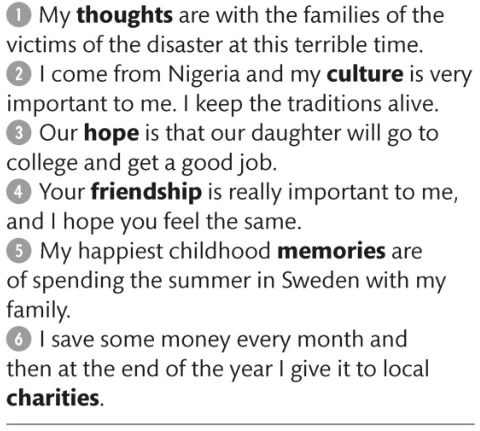 1 My thoughts are with the families of the
victims of the disaster at this terrible time.
2 I come from Nigeria and my culture is very
important to me. I keep the traditions alive.
3 Our hope is that our daughter will go to
college and get a good job.
4 Your friendship is really important to me,
and I hope you feel the same.
5 My happiest childhood memories are
of spending the summer in Sweden with my
family.
6 I save some money every month and
then at the end of the year I give it to local
charities.